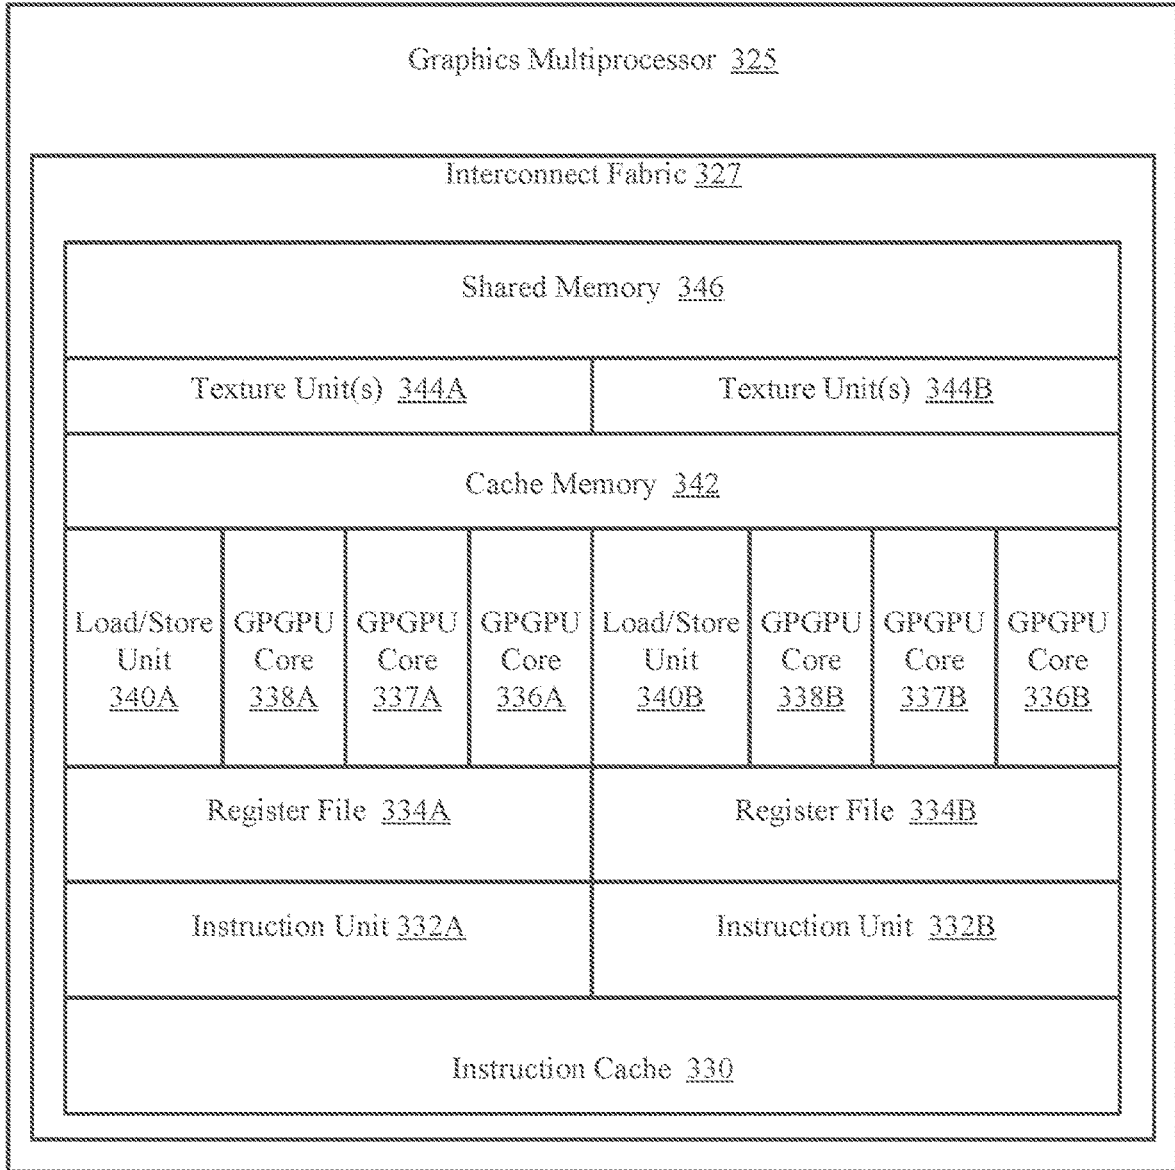 Graphics Multiprocessor 325
Interconnect Fabric 327
Shared Memory 346
Texture Unit(s) 344A
Texture Unit(s) 344B
Cache Memory 342
Load/Store
Unit
340A
GPGPU
Core
338A
GPGPU
Core
337A
GPGPU
Core
336A
Load/Store
Unit
340B
GPGPU
Core
338B
GPGPU
Core
337B
GPGPU
Core
336B
Register File 334A
Register File 334B
Instruction Unit 332A
Instruction Unit 332B
Instruction Cache 330